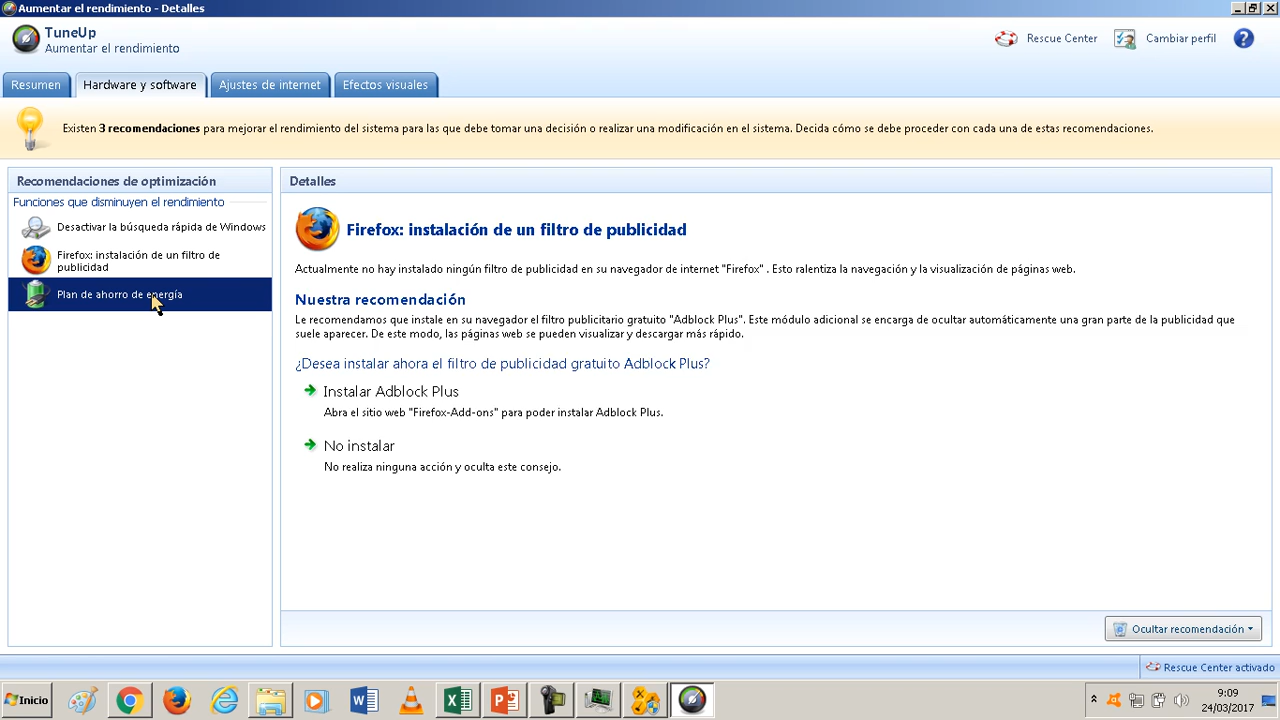 Aumentar el rendimiento - Detalles
TuneUp
Aumentar el rendimiento
Rescue Center
Cambiar perfil
Resumen
Hardware y software
Ajustes de internet
Efectos visuales
Existen 3 recomendaciones para mejorar el rendimiento del sistema para las que debe tomar una decisión o realizar una modificación en el sistema. Decida cómo se debe proceder con cada una de estas recomendaciones.
Recomendaciones de optimización
Funciones que disminuyen el rendimiento
Desactivar la búsqueda rápida de Windows
Firefox: instalación de un filtro de
publicidad
Plan de ahorro de energía
Detalles
Firefox: instalación de un filtro de publicidad
Actualmente no hay instalado ningún filtro de publicidad en su navegador de internet "Firefox" . Esto ralentiza la navegación y la visualización de páginas web.
Nuestra recomendación
Le recomendamos que instale en su navegador el filtro publicitario gratuito "Adblock Plus". Este módulo adicional se encarga de ocultar automáticamente una gran parte de la publicidad que
suele aparecer. De este modo, las páginas web se pueden visualizar y descargar más rápido.
¿Desea instalar ahora el filtro de publicidad gratuito Adblock Plus?
Instalar Adblock Plus
Abra el sitio web "Firefox-Add-ons" para poder instalar Adblock Plus.
No instalar
No realiza ninguna acción y oculta este consejo.
Ocultar recomendación
Rescue Center activado
Inicio
9:09
24/03/2017